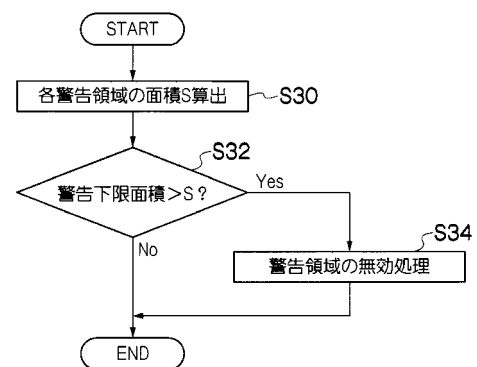 START
各警告領域の面積S算出
S30
S32
警告下限面積>S?
Yes
No
S34
警告領域の無効処理
END